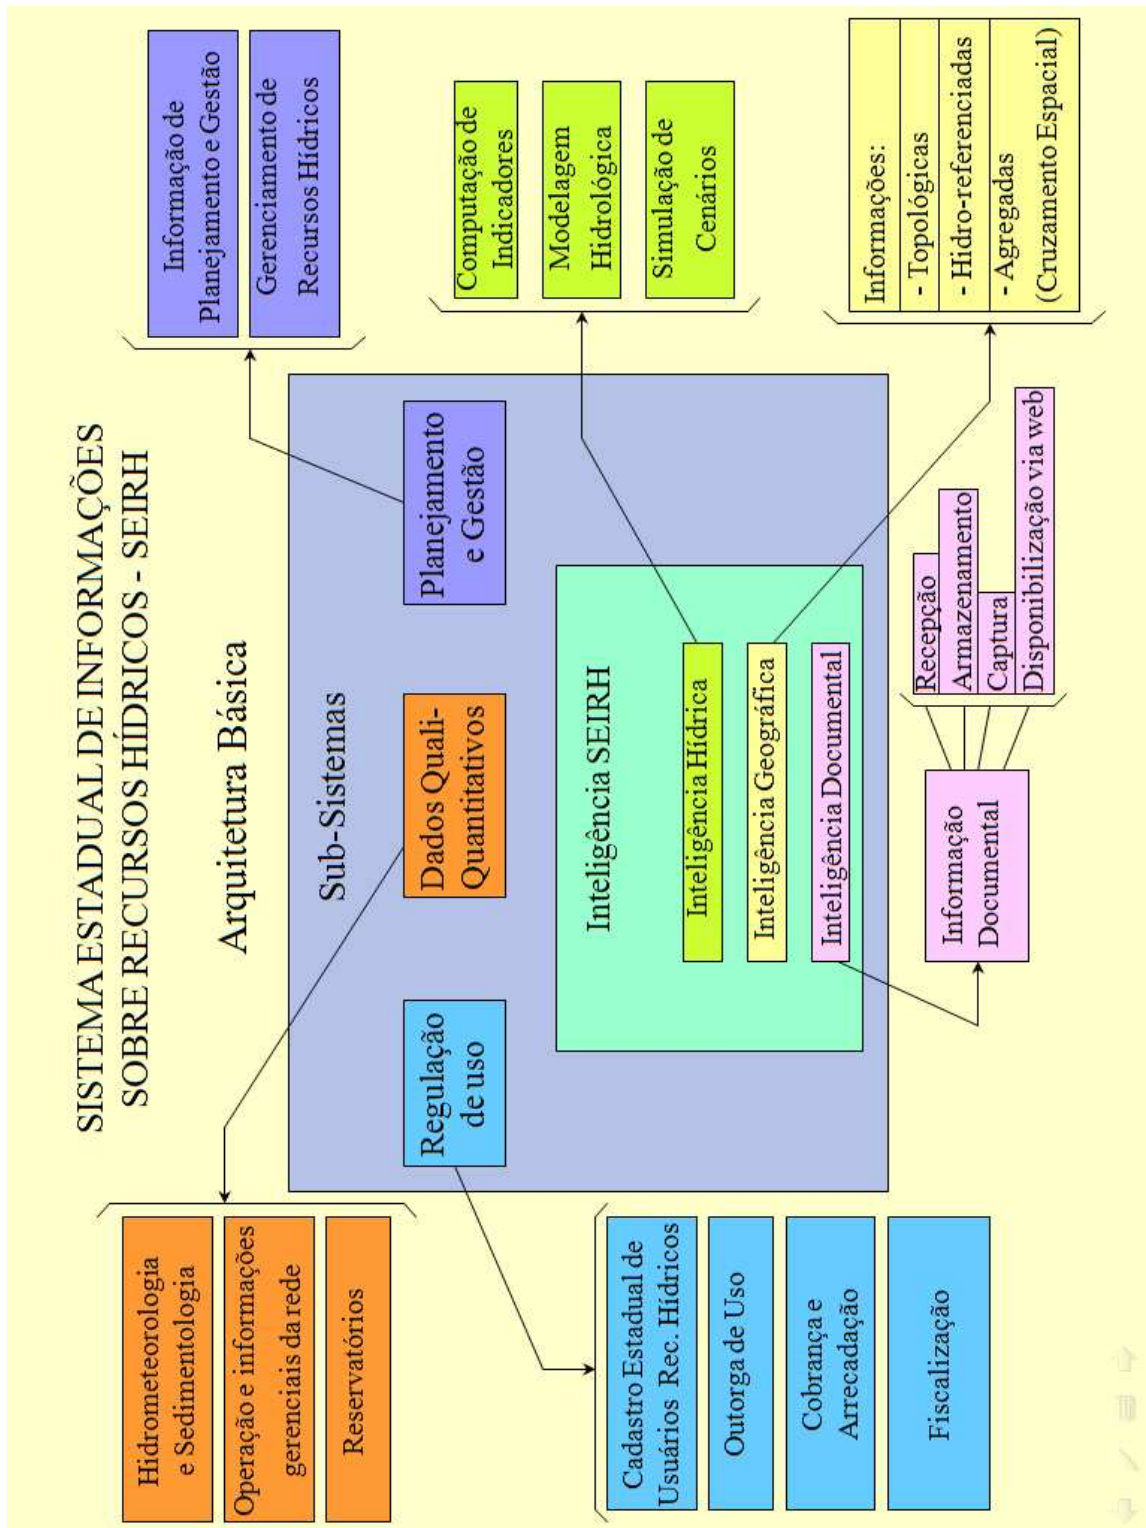 SISTEMA ESTADUAL DE INFORMAÇÕES
SOBRE RECURSOS HÍDRICOS - SEIRH
Arquitetura Básica
Sub-Sistemas
Hidrometeorologia
e Sedimentologia
Operação e informações
gerenciais da rede
Reservatórios
Informação de
Planejamento e Gestão
Gerenciamento de
Recursos Hídricos
Regulação
de uso
Dados Quali-
Quantitativos
Planejamento
e Gestão
Computação de
Indicadores
Modelagem
Hidrológica
Simulação de
Cenários
Inteligência SEIRH
Inteligência Hídrica
Inteligência Geográfica
Inteligência Documental
Cadastro Estadual de
Usuários Rec. Hídricos
Outorga de Uso
Cobrança e
Arrecadação
Fiscalização
Informação
Documental
Recepção
Armazenamento
Captura
Disponibilização via web
Informações:
- Topológicas
- Hidro-referenciadas
- Agregadas
(Cruzamento Espacial)